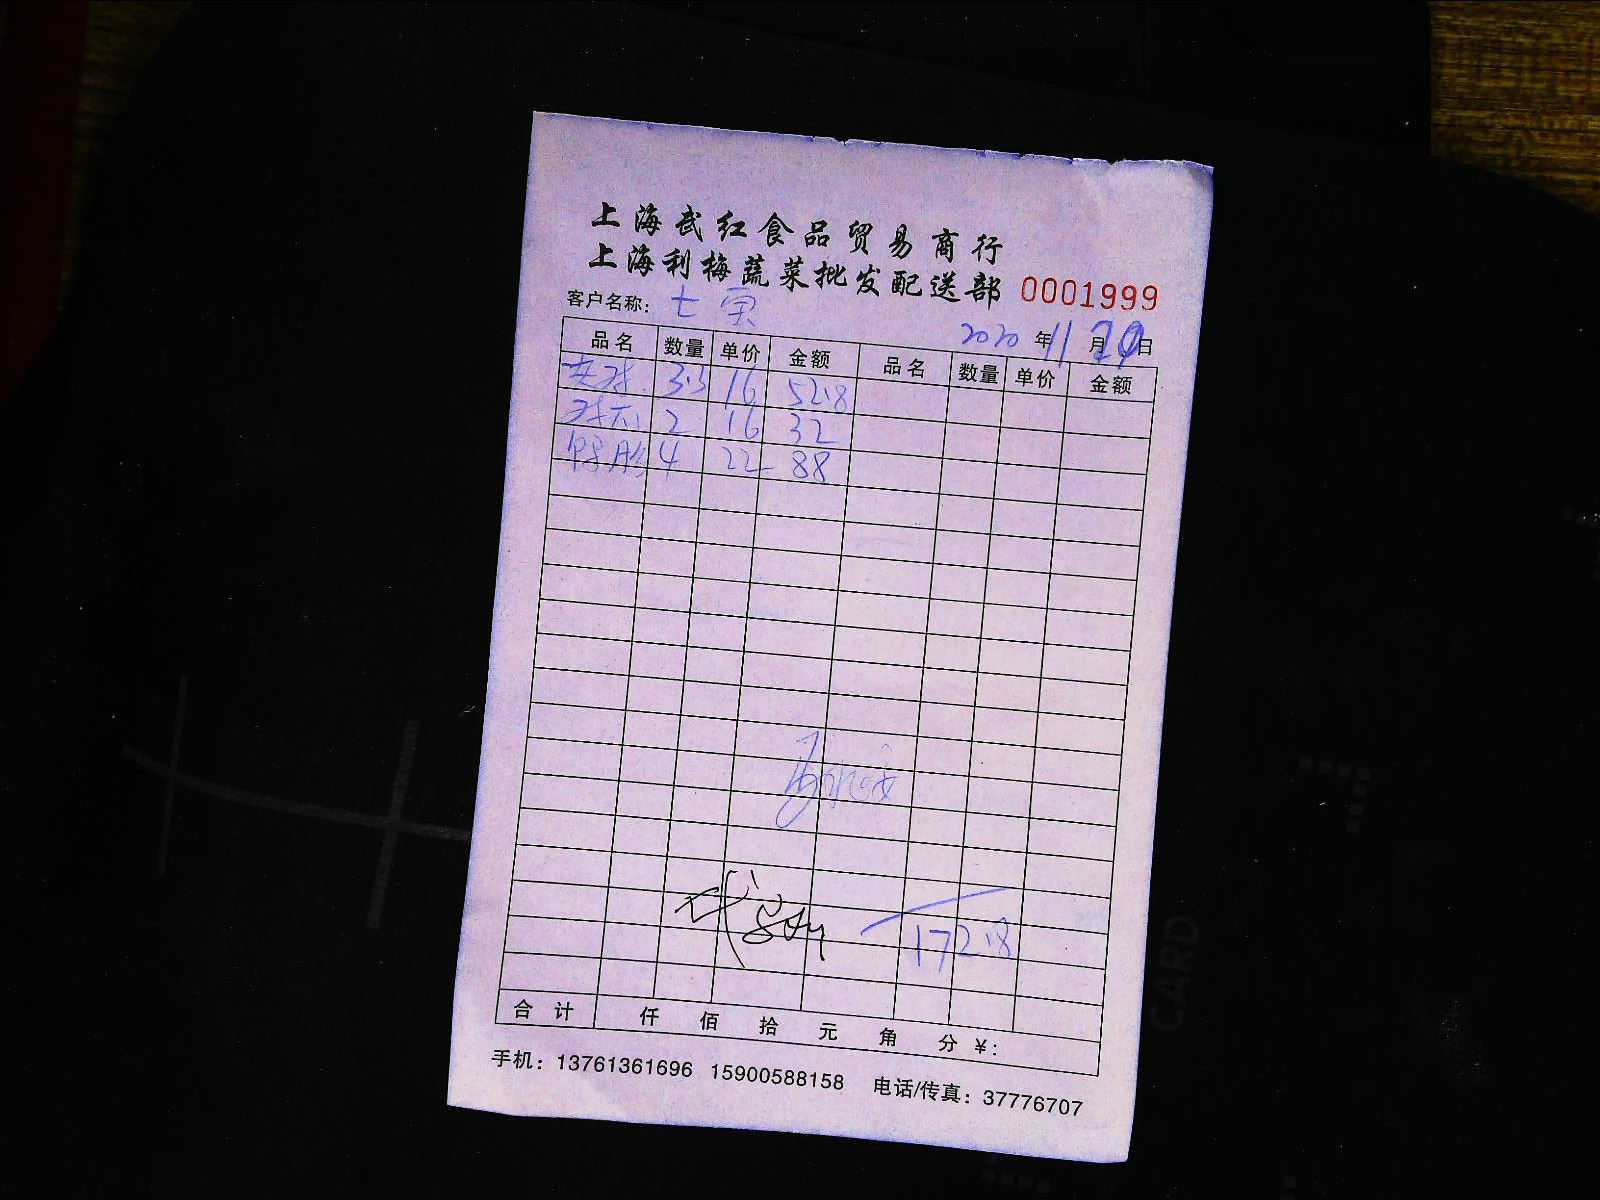 上海武红食品贸易商行
上海利梅蔬菜批发配送部 0001999
客户名称: 七宝
2020 年 11 月 29 日
品名 数量 单价 金额 品名 数量 单价 金额
3.3 16 52.8
2 16 32
4 22 88
172.8
合计 仟 佰 拾 元 角 分 ¥:
手机: 13761361696 15900588158 电话/传真: 37776707